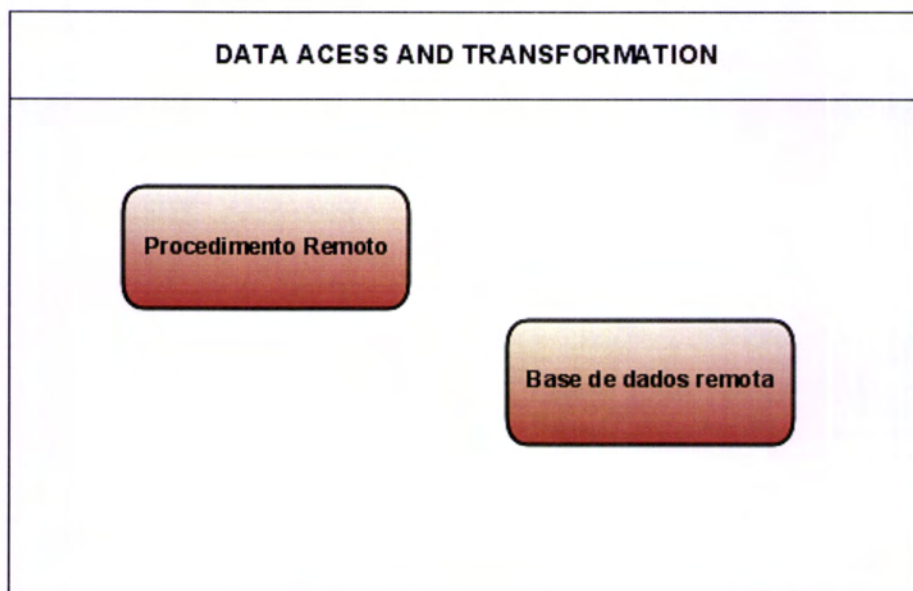 DATA ACESS AND TRANSFORMATION
Procedimento Remoto
Base de dados remota